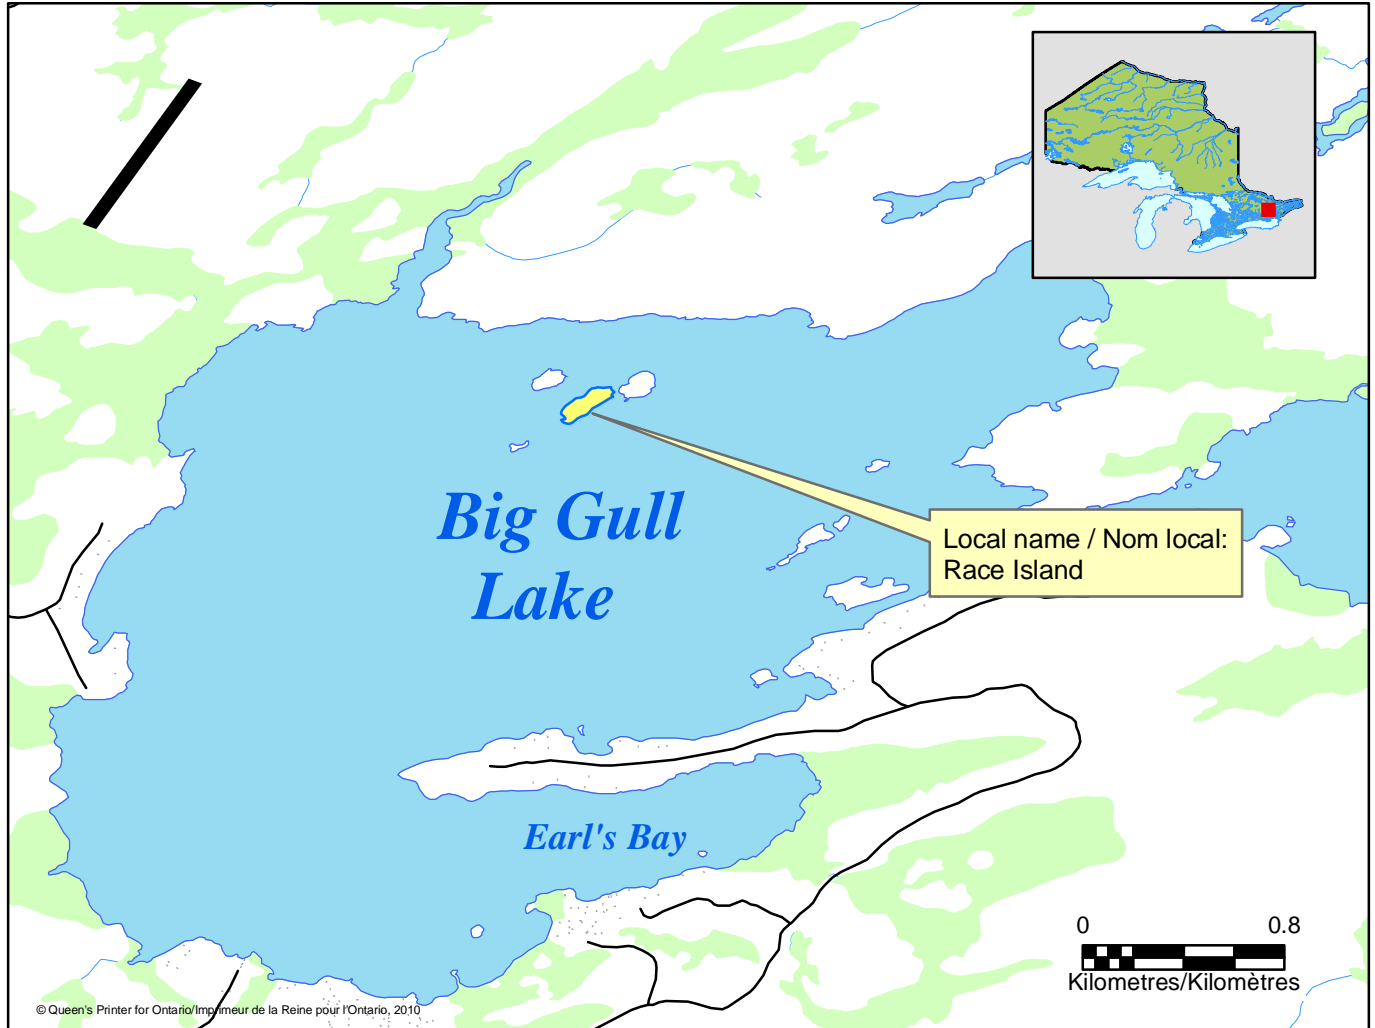 Big Gull
Lake
Local name / Nom local:
Race Island
Earl's Bay
0 0.8
Kilometres/Kilomètres
© Queen's Printer for Ontario/Imprimeur de la Reine pour l'Ontario, 2010